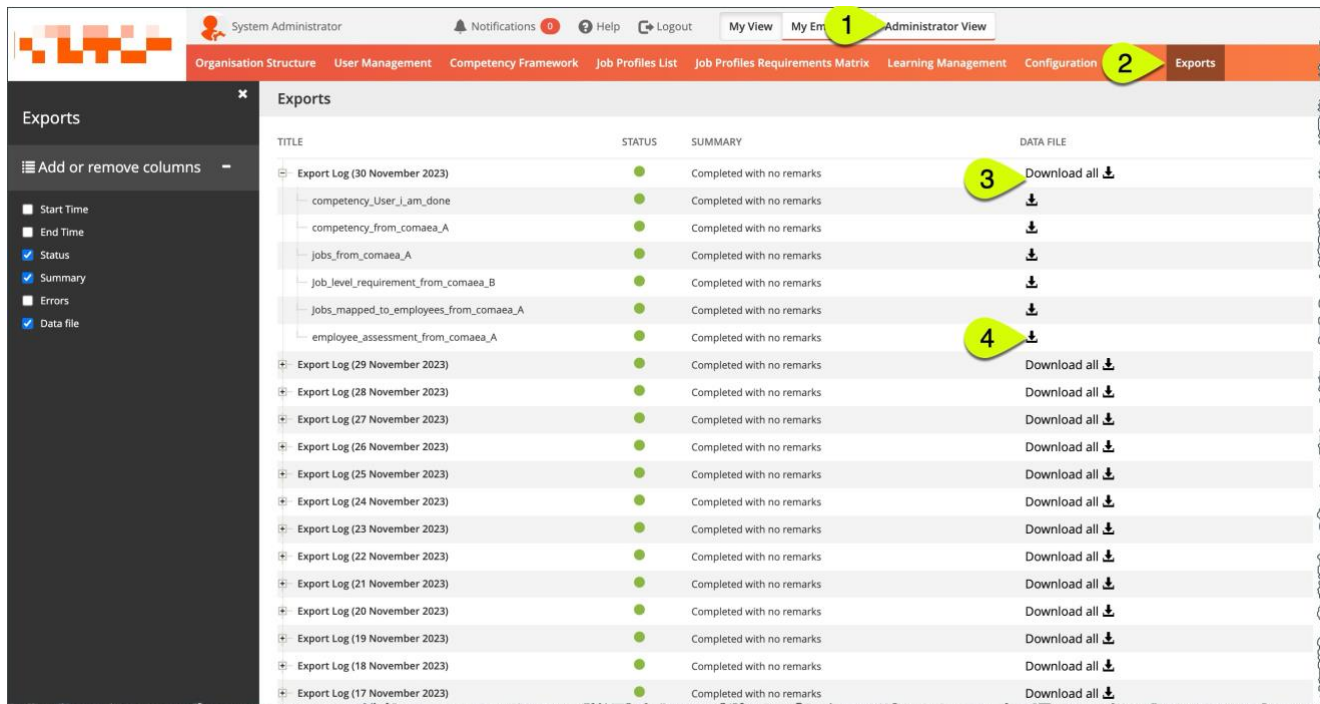 System Administrator Notifications 0 Help Logout My View My Em 1 Administrator View
Organisation Structure User Management Competency Framework Job Profiles List Job Profiles Requirements Matrix Learning Management Configuration 2 Exports
Exports
Exports
Add or remove columns
Start Time
End Time
Status
Summary
Errors
Data file
TITLE STATUS SUMMARY DATA FILE
Export Log (30 November 2023) Completed with no remarks 3 Download all
competency_User_i_am_done Completed with no remarks
competency_from_comaea_A Completed with no remarks
jobs_from_comaea_A Completed with no remarks
Job_level_requirement_from_comaea_B Completed with no remarks
Jobs_mapped_to_employees_from_comaea_A Completed with no remarks
employee_assessment_from_comaea_A Completed with no remarks 4
Export Log (29 November 2023) Completed with no remarks Download all
Export Log (28 November 2023) Completed with no remarks Download all
Export Log (27 November 2023) Completed with no remarks Download all
Export Log (26 November 2023) Completed with no remarks Download all
Export Log (25 November 2023) Completed with no remarks Download all
Export Log (24 November 2023) Completed with no remarks Download all
Export Log (23 November 2023) Completed with no remarks Download all
Export Log (22 November 2023) Completed with no remarks Download all
Export Log (21 November 2023) Completed with no remarks Download all
Export Log (20 November 2023) Completed with no remarks Download all
Export Log (19 November 2023) Completed with no remarks Download all
Export Log (18 November 2023) Completed with no remarks Download all
Export Log (17 November 2023) Completed with no remarks Download all